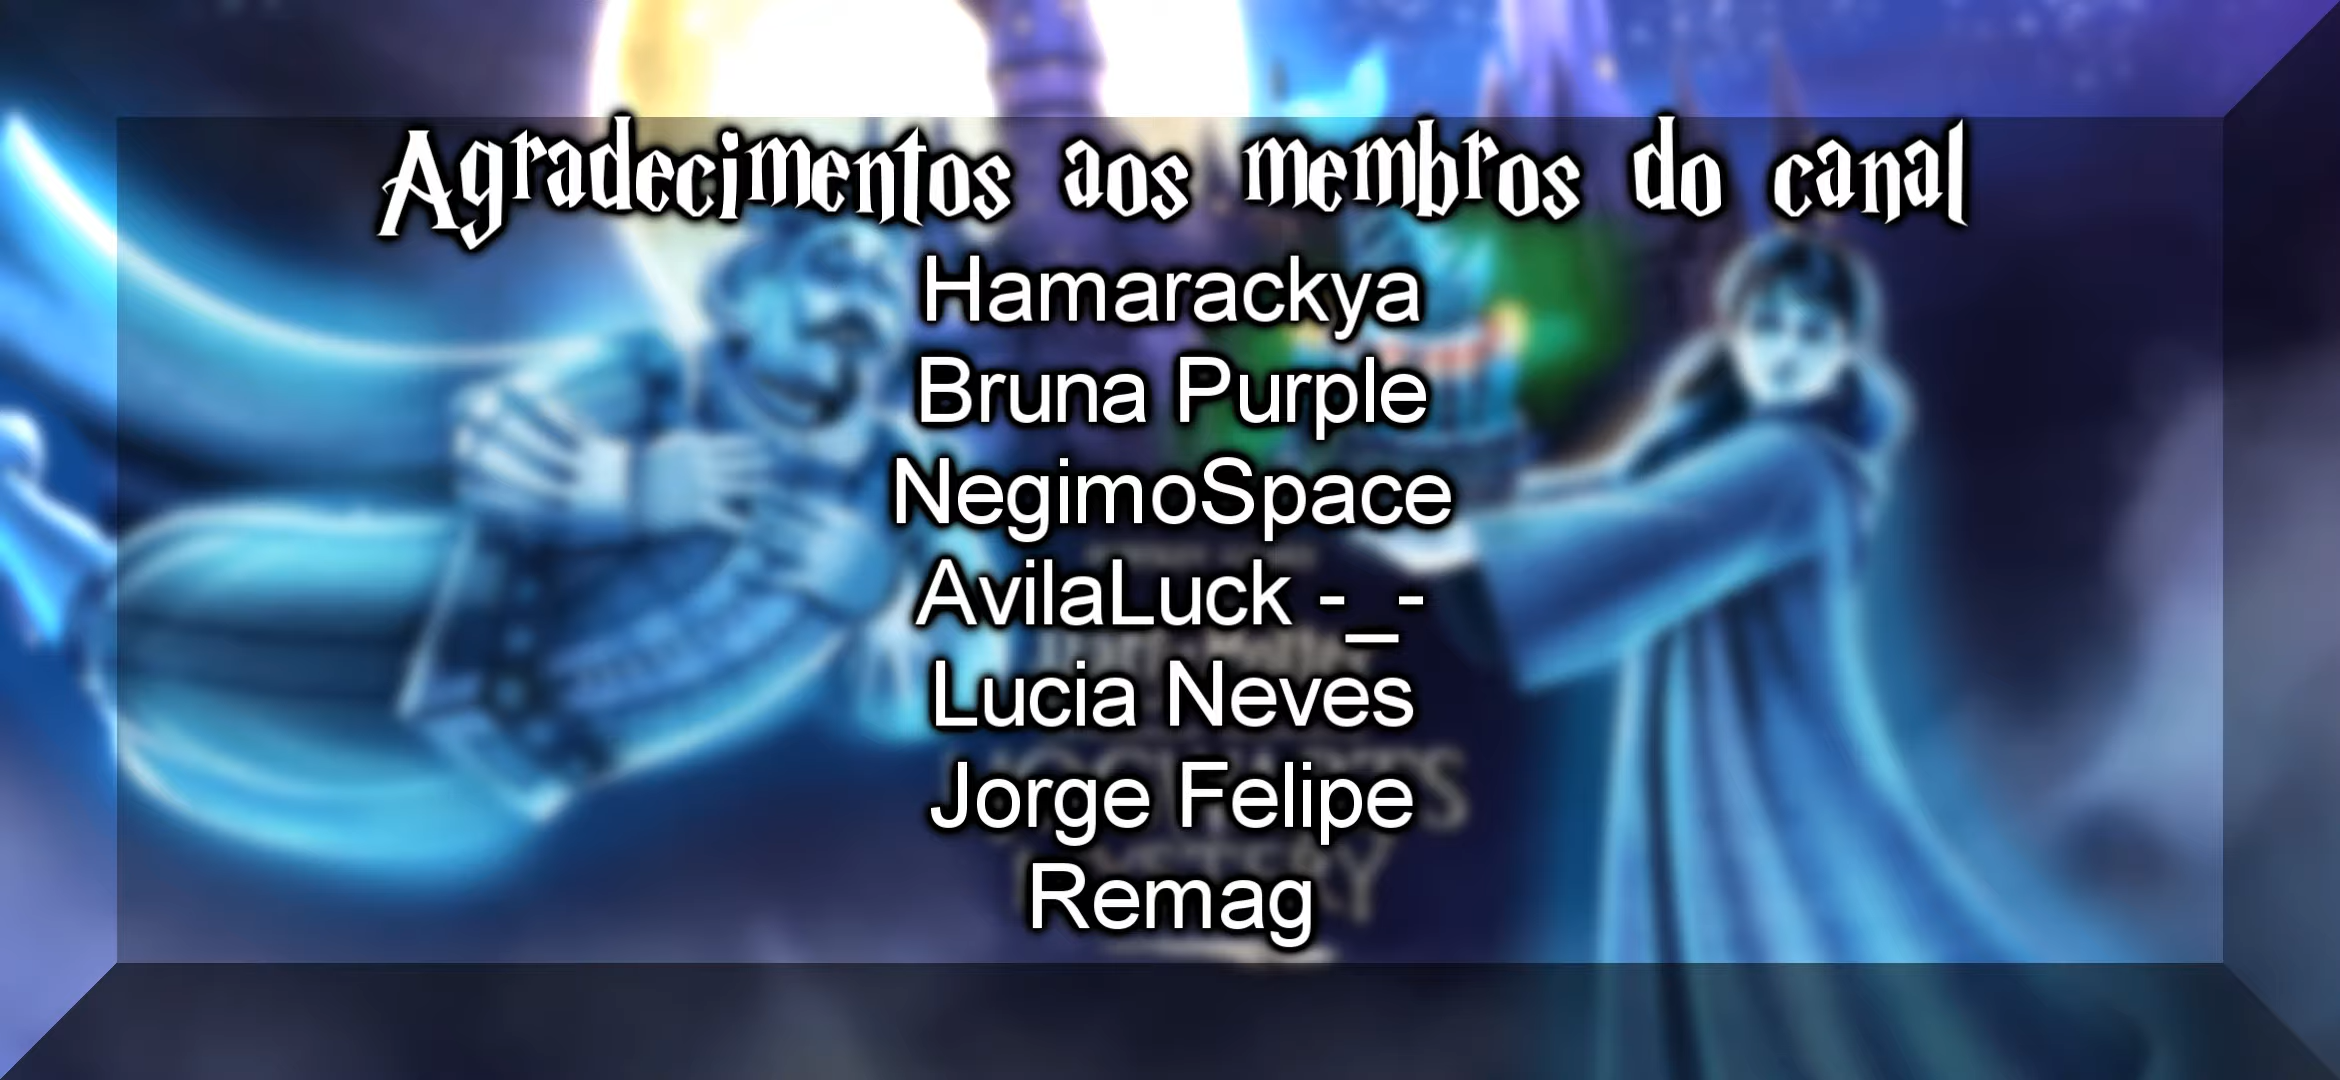 Agradecimentos aos membros do canal
Hamarackya
Bruna Purple
NegimoSpace
AvilaLuck -_-
Lucia Neves
Jorge Felipe
Remag